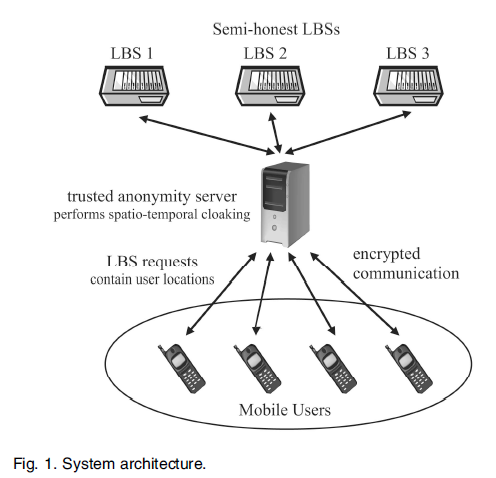 Semi-honest LBSs
LBS 1
LBS 2
LBS 3
trusted anonymity server
performs spatio-temporal cloaking
LBS requests
contain user locations
encrypted
communication
Mobile Users
Fig. 1. System architecture.